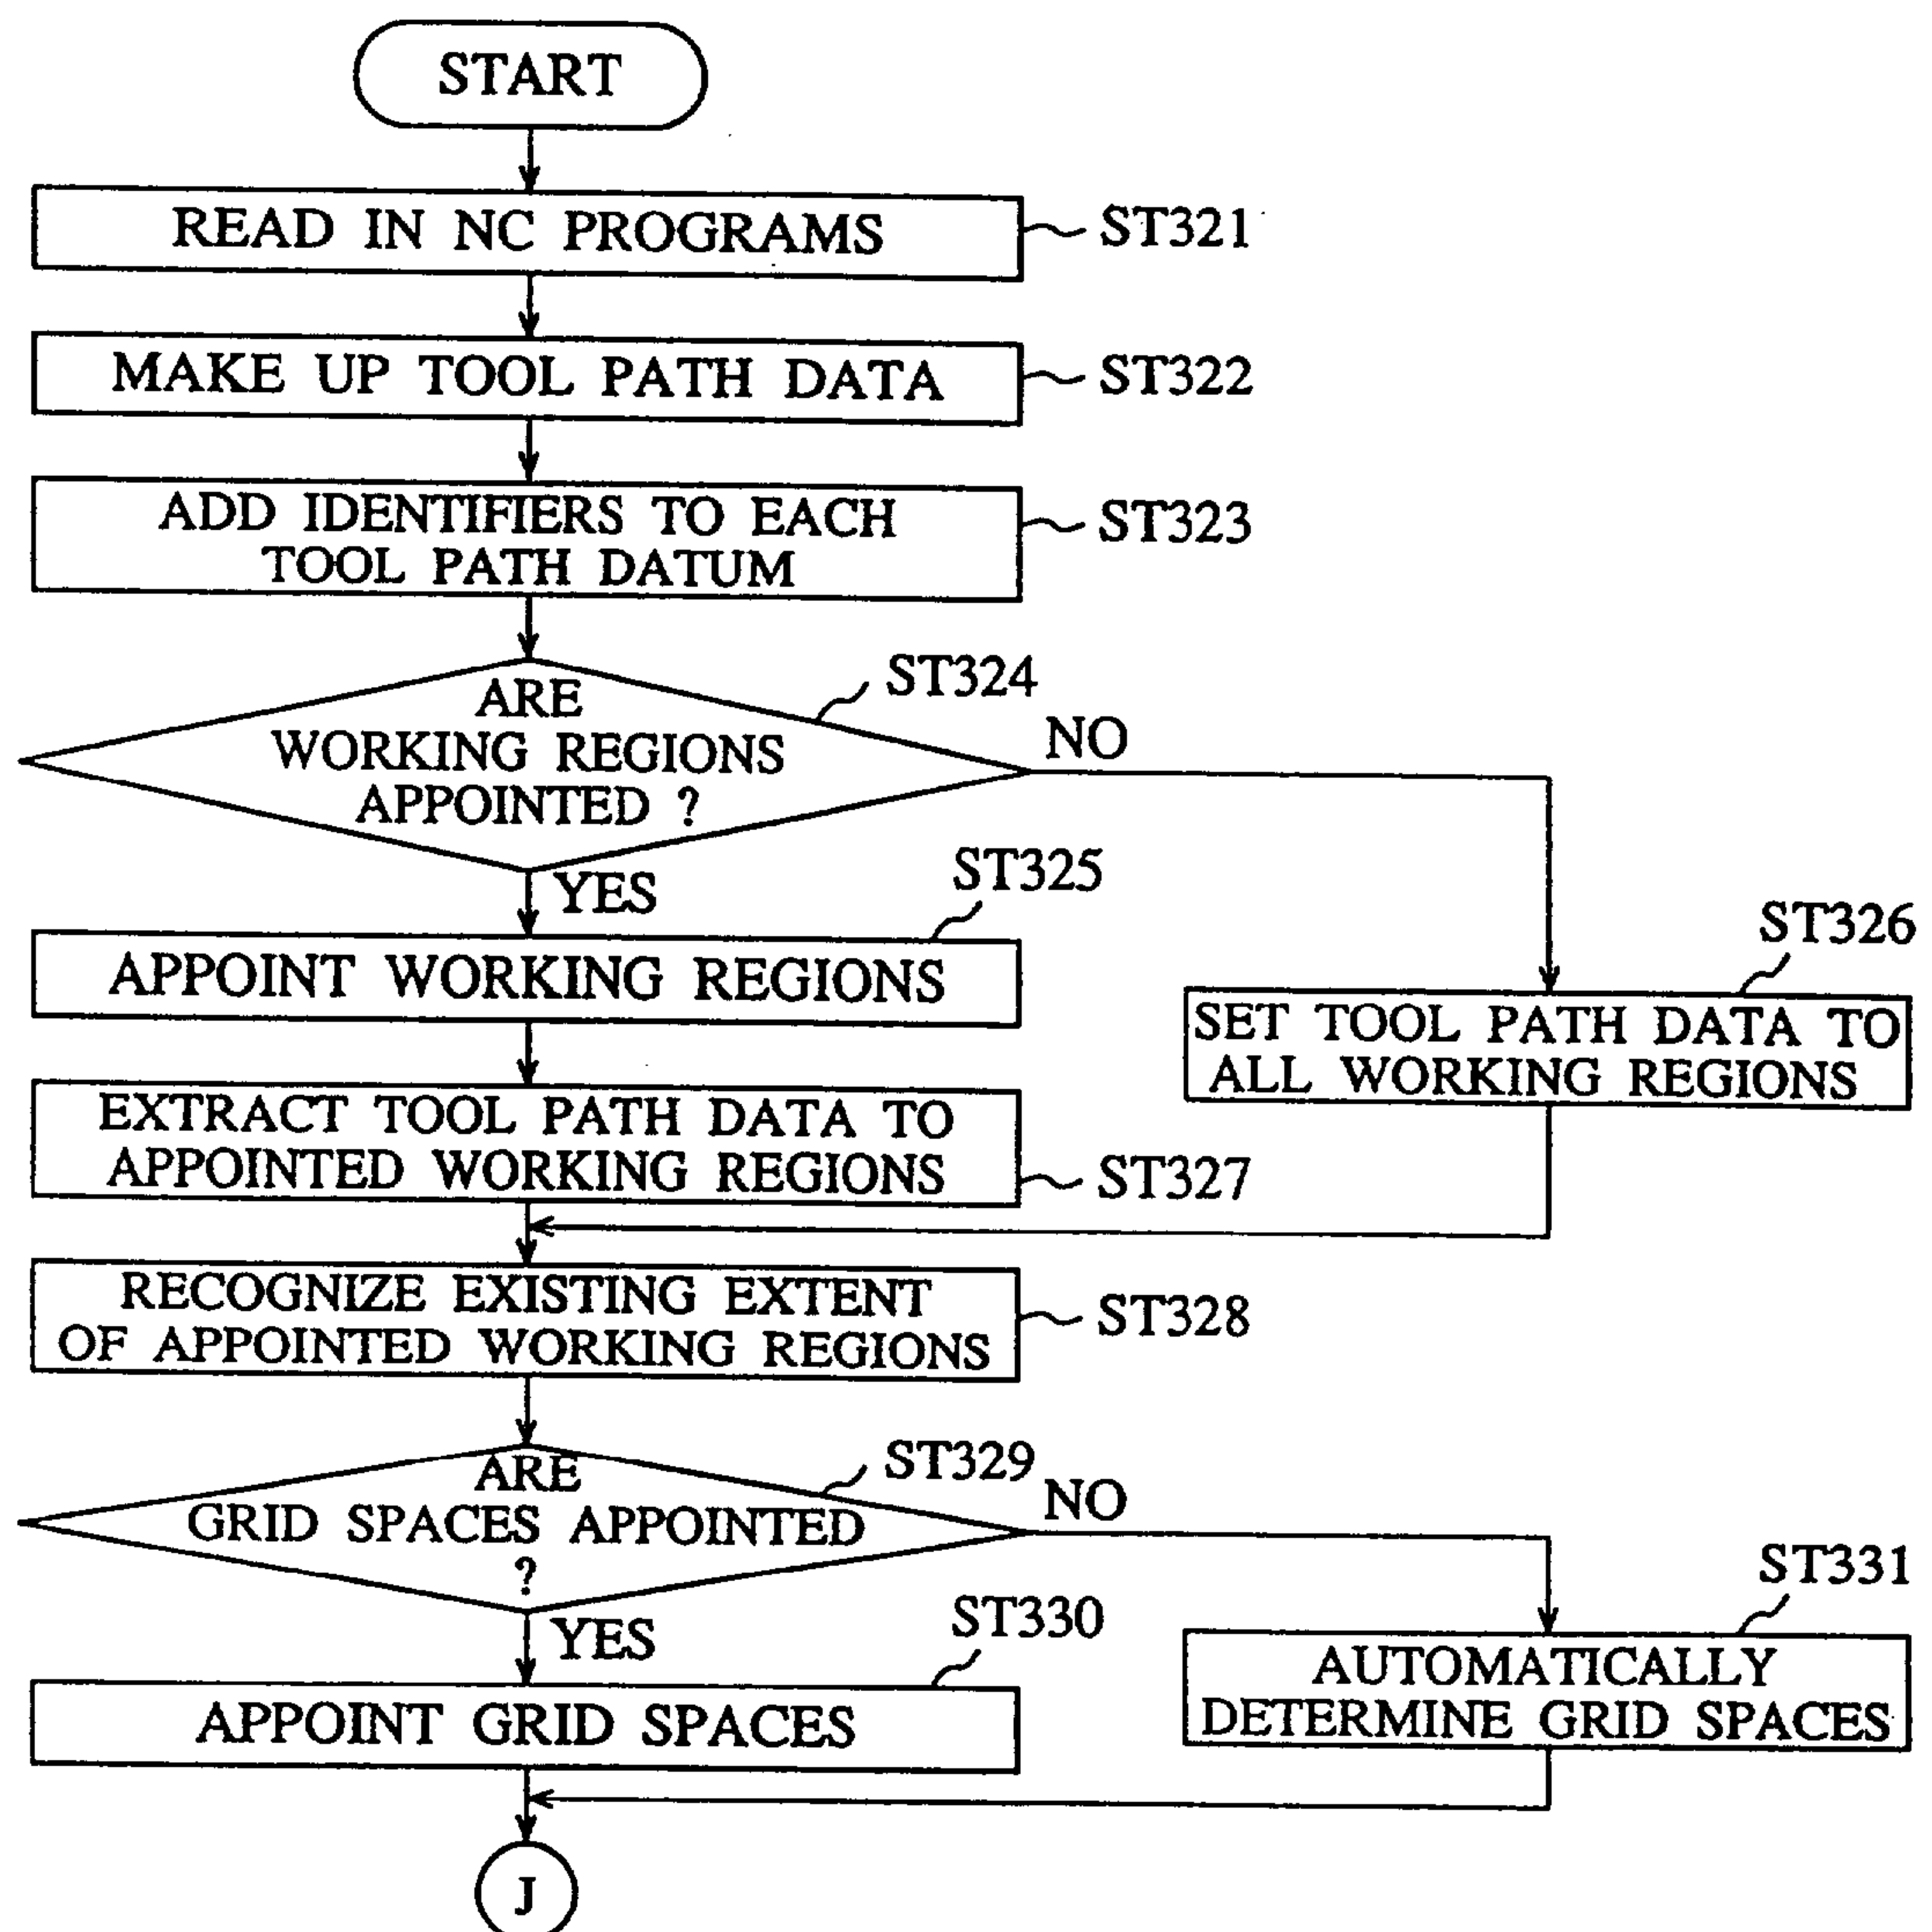 START
READ IN NC PROGRAMS
ST321
MAKE UP TOOL PATH DATA
ST322
ADD IDENTIFIERS TO EACH
TOOL PATH DATUM
ST323
ARE
WORKING REGIONS
APPOINTED ?
ST324
NO
YES
ST325
APPOINT WORKING REGIONS
ST326
SET TOOL PATH DATA TO
ALL WORKING REGIONS
EXTRACT TOOL PATH DATA TO
APPOINTED WORKING REGIONS
ST327
RECOGNIZE EXISTING EXTENT
OF APPOINTED WORKING REGIONS
ST328
ARE
GRID SPACES APPOINTED
?
ST329
NO
YES
ST330
APPOINT GRID SPACES
ST331
AUTOMATICALLY
DETERMINE GRID SPACES
J